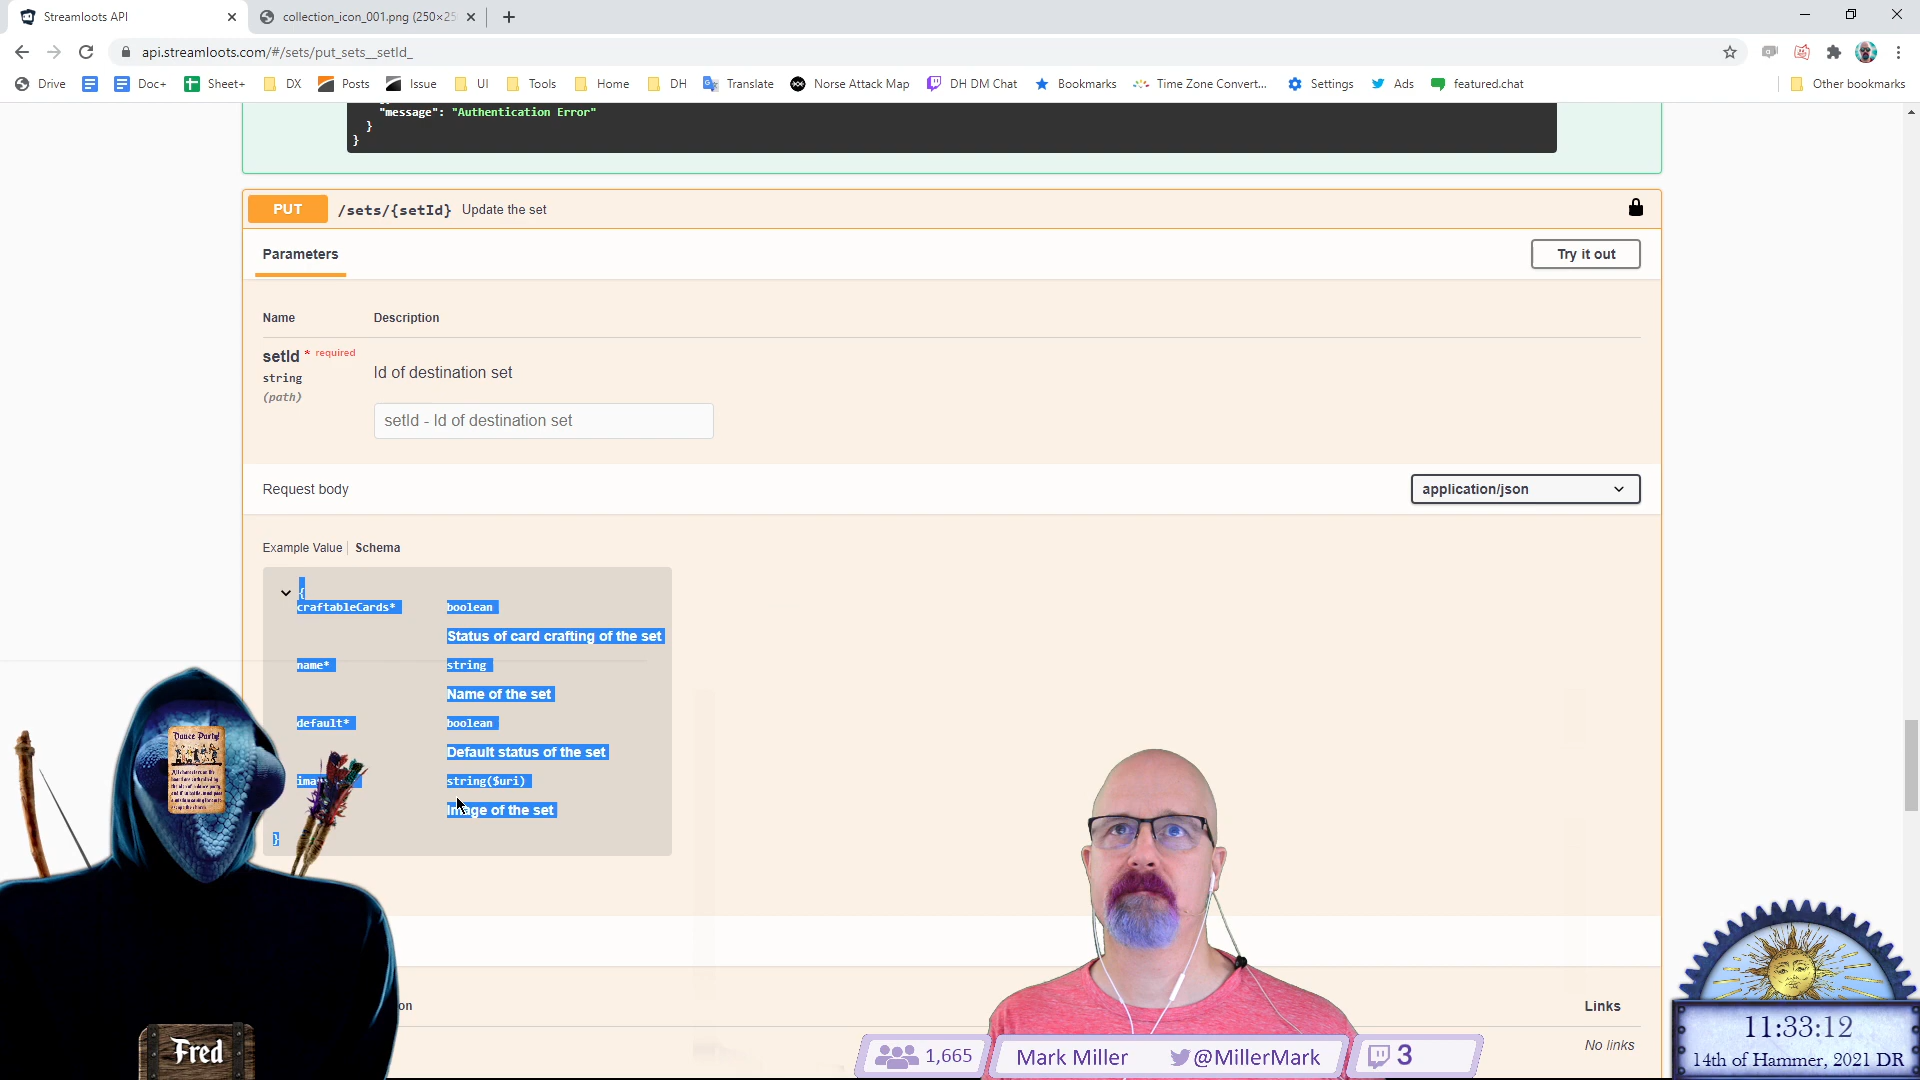 Streamloots API
collection_icon_001.png (250×25
api.streamloots.com/#/sets/put_sets__setId_
Drive
Doc+
Sheet+
DX
Posts
Issue
UI
Tools
Home
DH
Translate
Norse Attack Map
DH DM Chat
Bookmarks
Time Zone Convert...
Settings
Ads
featured.chat
Other bookmarks
"message": "Authentication Error"
}
}
PUT /sets/{setId} Update the set
Parameters
Try it out
Name Description
setId * required
string
(path)
Id of destination set
setId - Id of destination set
Request body
application/json
Example Value Schema
{
craftableCards* boolean
Status of card crafting of the set
name* string
Name of the set
default* boolean
Default status of the set
string($uri)
Image of the set
}
Dance Party!
Links
No links
Fred
1,665
Mark Miller @MillerMark
3
11:33:12
14th of Hammer, 2021 DR